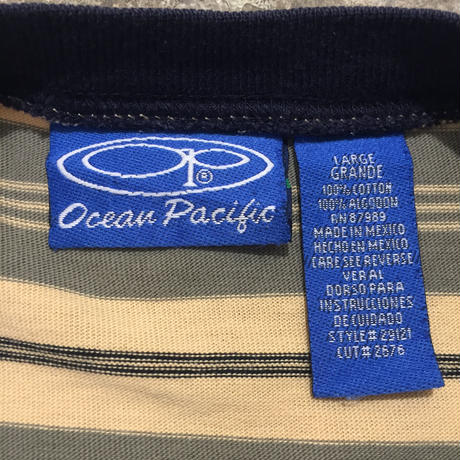 Op®
Ocean Pacific
LARGE
GRANDE
100% COTTON
100% ALGODON
RN 87989
MADE IN MEXICO
HECHO EN MEXICO
CARE SEE REVERSE
VER AL
DORSO PARA
INSTRUCCIONES
DE CUIDADO
STYLE# 29121
CUT# 2676